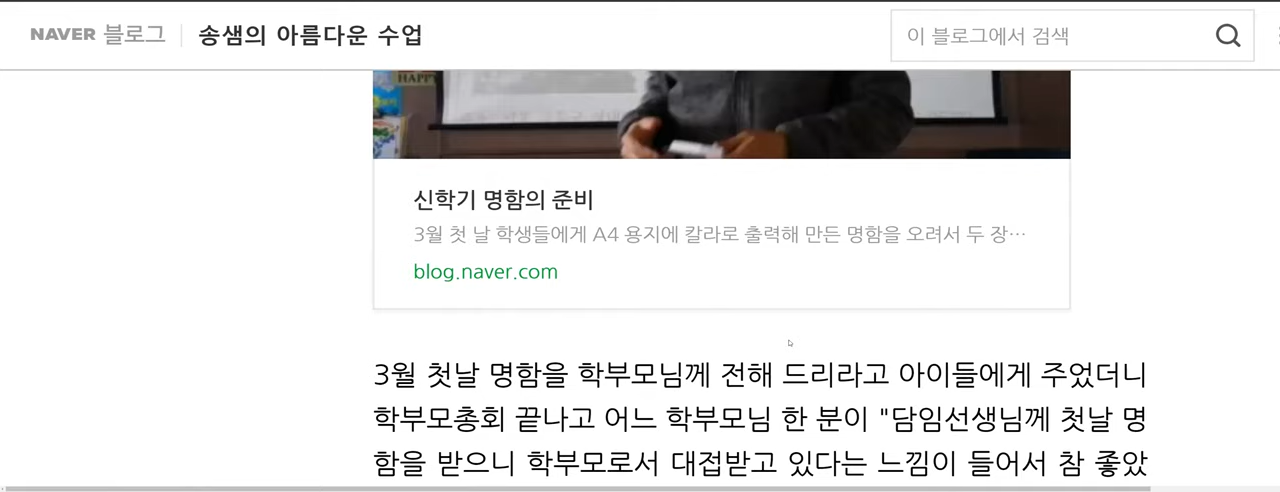 NAVER 블로그 송샘의 아름다운 수업
이 블로그에서 검색
HAPPY
신학기 명함의 준비
3월 첫 날 학생들에게 A4 용지에 칼라로 출력해 만든 명함을 오려서 두 장…
blog.naver.com
3월 첫날 명함을 학부모님께 전해 드리라고 아이들에게 주었더니
학부모총회 끝나고 어느 학부모님 한 분이 "담임선생님께 첫날 명
함을 받으니 학부모로서 대접받고 있다는 느낌이 들어서 참 좋았